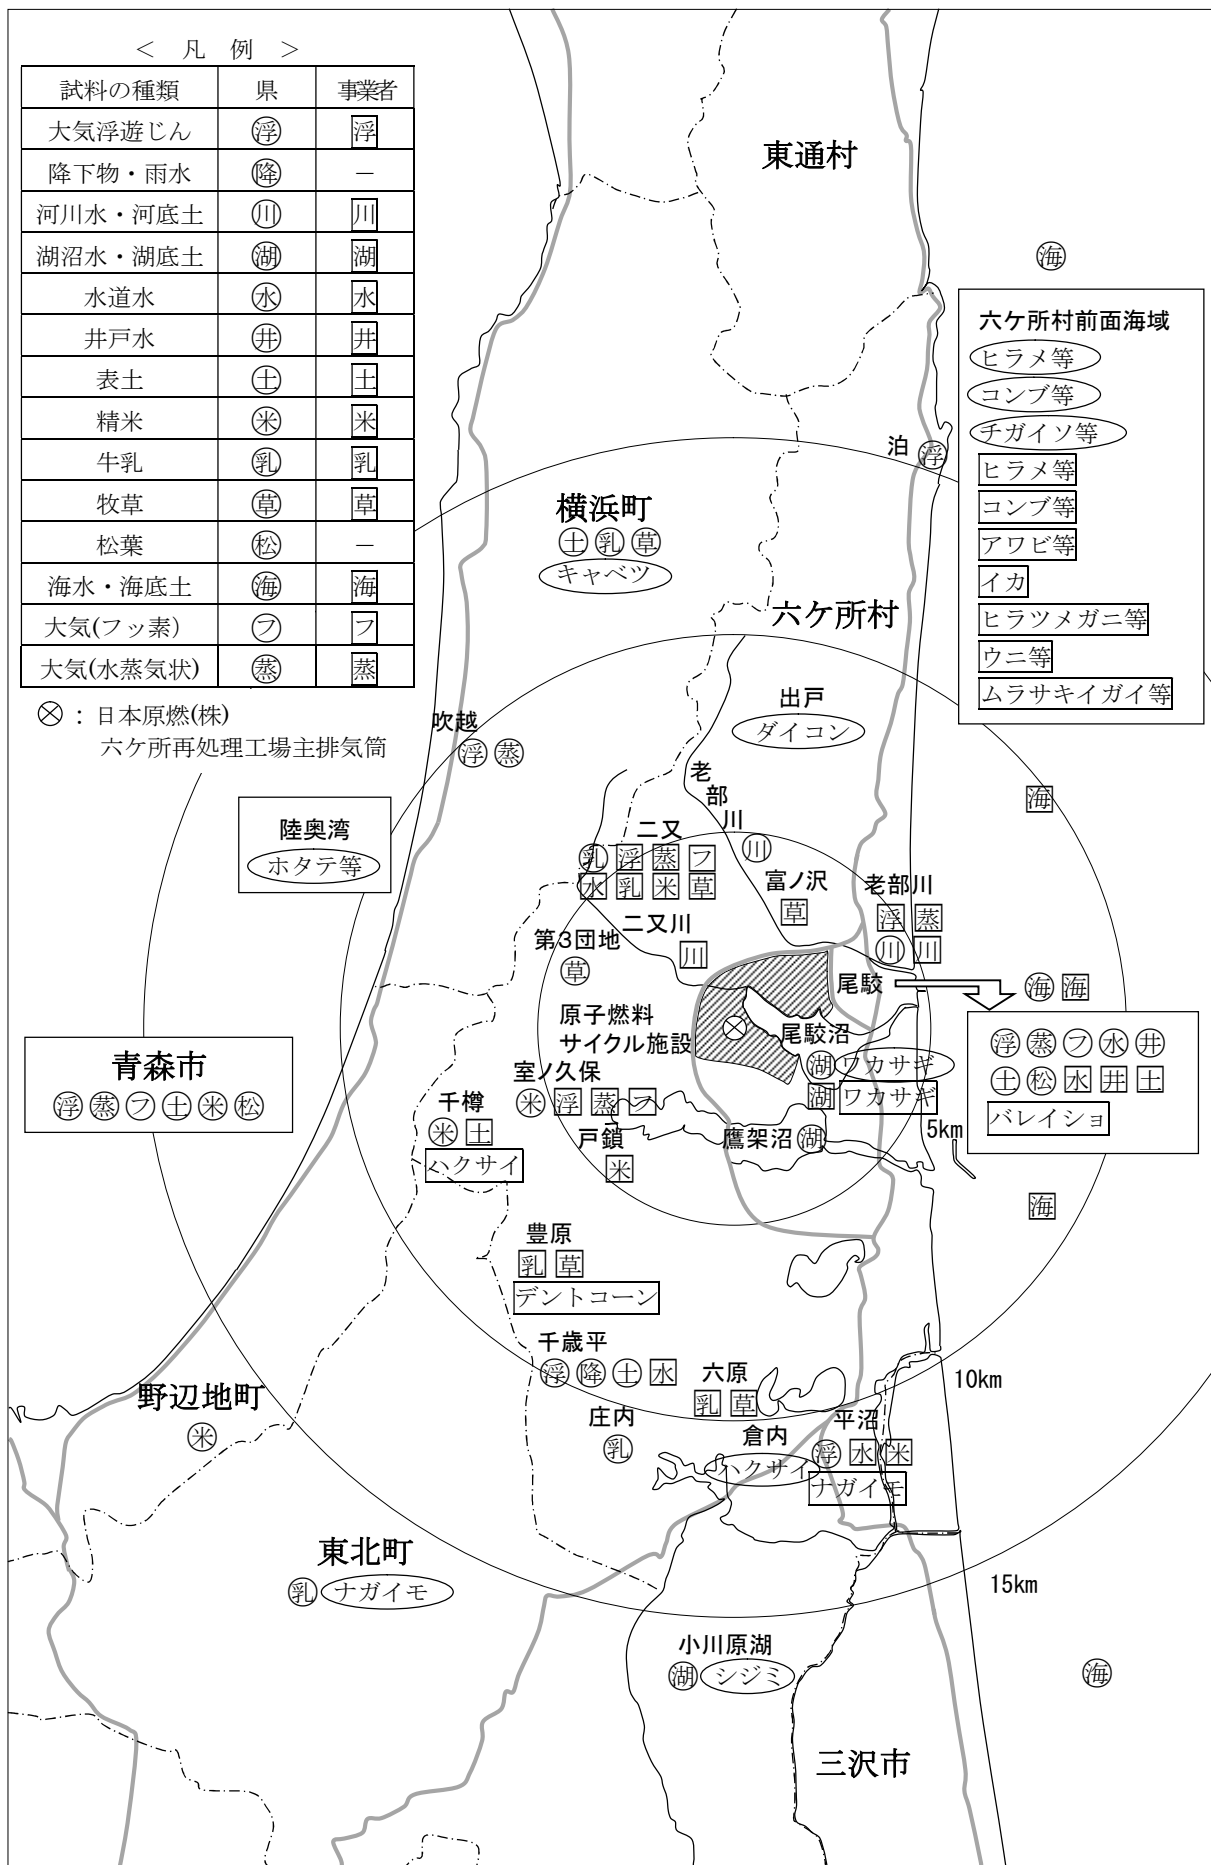 ＜ 凡 例 ＞
試料の種類 県 事業者
大気浮遊じん 浮 浮
降下物・雨水 降 －
河川水・河底土 川 川
湖沼水・湖底土 湖 湖
水道水 水 水
井戸水 井 井
表土 土 土
精米 米 米
牛乳 乳 乳
牧草 草 草
松葉 松 －
海水・海底土 海 海
大気(フッ素） フ フ
大気(水蒸気状) 蒸 蒸
⊗ : 日本原燃(株)
六ケ所再処理工場主排気筒
東通村
海
六ケ所村前面海域
ヒラメ等
コンブ等
チガイソ等
ヒラメ等
コンブ等
アワビ等
イカ
ヒラツメガニ等
ウニ等
ムラサキイガイ等
泊 浮
横浜町
土 乳 草
キャベツ
六ケ所村
出戸
ダイコン
吹越
浮 蒸
陸奥湾
ホタテ等
老部川
川
海
二又
乳 浮 蒸 フ
水 乳 米 草
富ノ沢
草
老部川
浮 蒸
川 川
二又川
川
第3団地
草
尾駮
海 海
浮 蒸 フ 水 井
土 松 水 井 土
バレイショ
原子燃料
サイクル施設
尾駮沼
湖 ワカサギ
湖 ワカサギ
青森市
浮 蒸 フ 土 米 松
室ノ久保
米 浮 蒸 フ
千樽
米 土
ハクサイ
戸鎖
米
鷹架沼 湖
5km
海
豊原
乳 草
デントコーン
千歳平
浮 降 土 水
六原
乳 草
10km
野辺地町
米
庄内
乳
倉内
ハクサイ
平沼
浮 水 米
ナガイモ
東北町
乳 ナガイモ
15km
小川原湖
湖 シジミ
海
三沢市